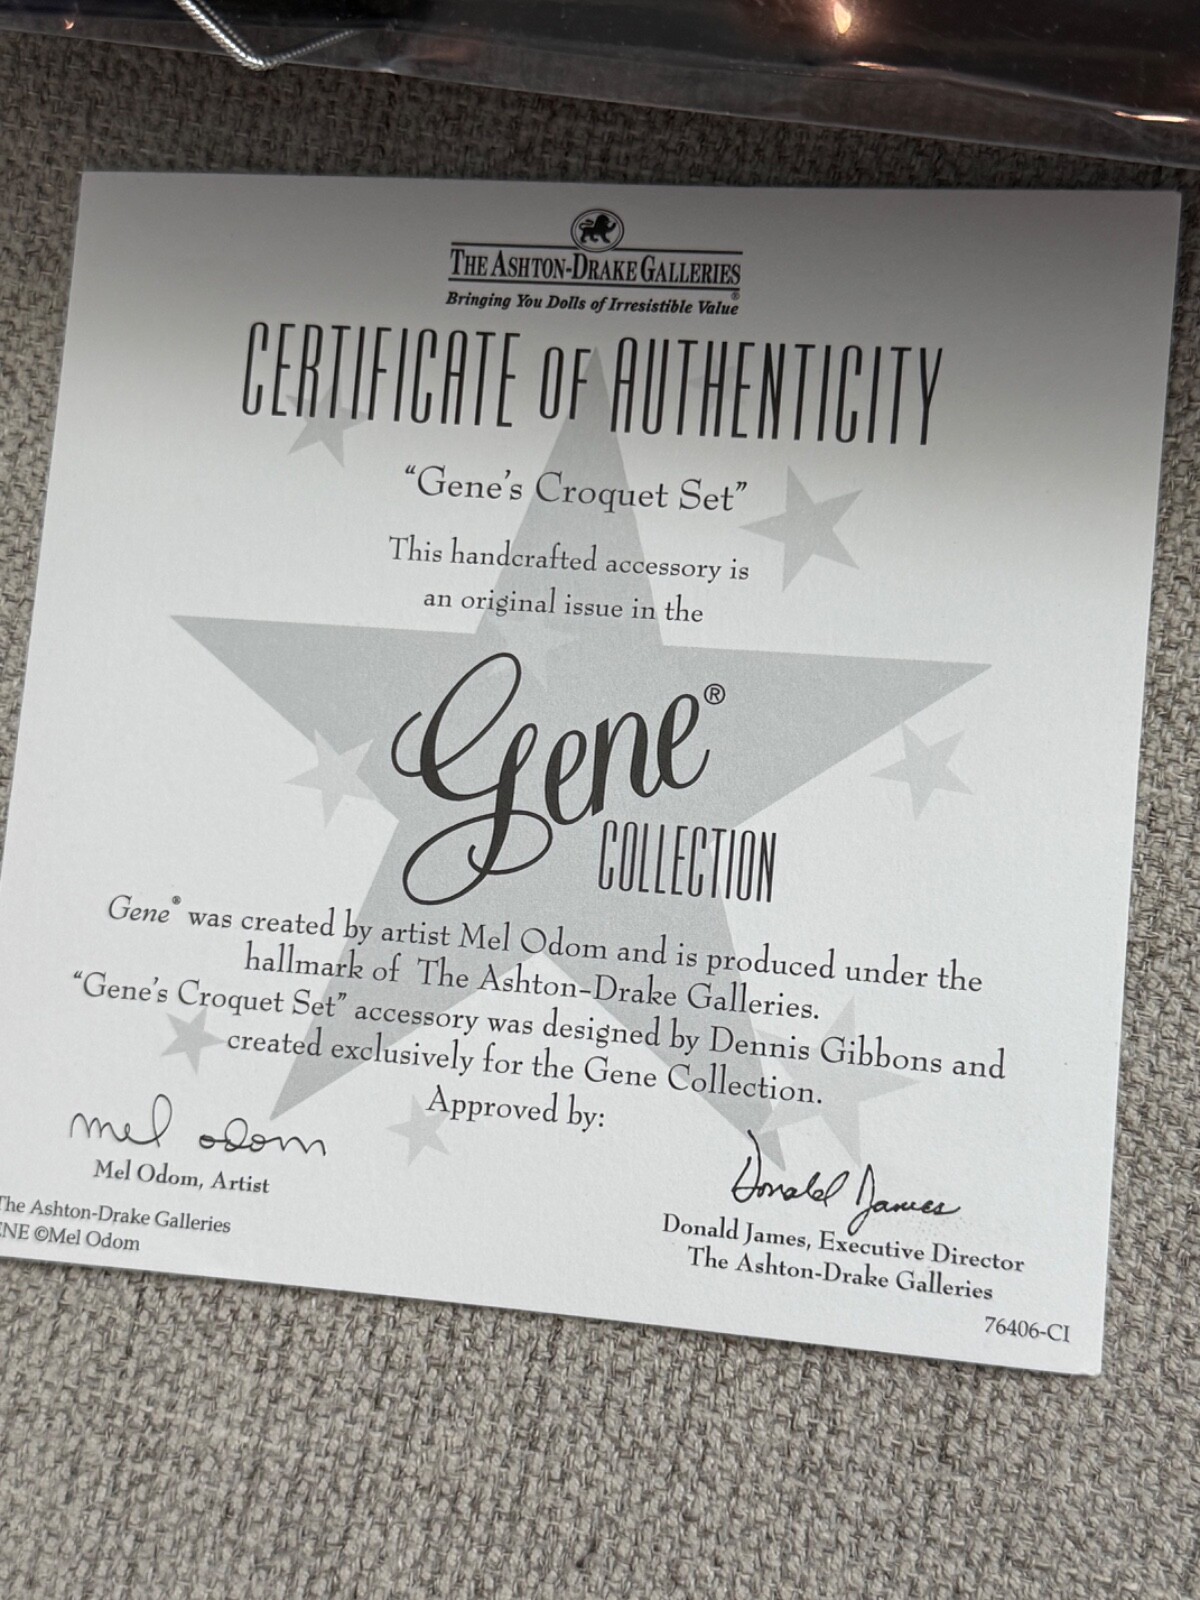 THE ASHTON-DRAKE GALLERIES
Bringing You Dolls of Irresistible Value®
CERTIFICATE OF AUTHENTICITY
“Gene’s Croquet Set”
This handcrafted accessory is
an original issue in the
Gene®
COLLECTION
Gene® was created by artist Mel Odom and is produced under the
hallmark of The Ashton-Drake Galleries.
“Gene’s Croquet Set” accessory was designed by Dennis Gibbons and
created exclusively for the Gene Collection.
Approved by:
mel odom
Mel Odom, Artist
The Ashton-Drake Galleries
ENE ©Mel Odom
Donald James
Donald James, Executive Director
The Ashton-Drake Galleries
76406-CI